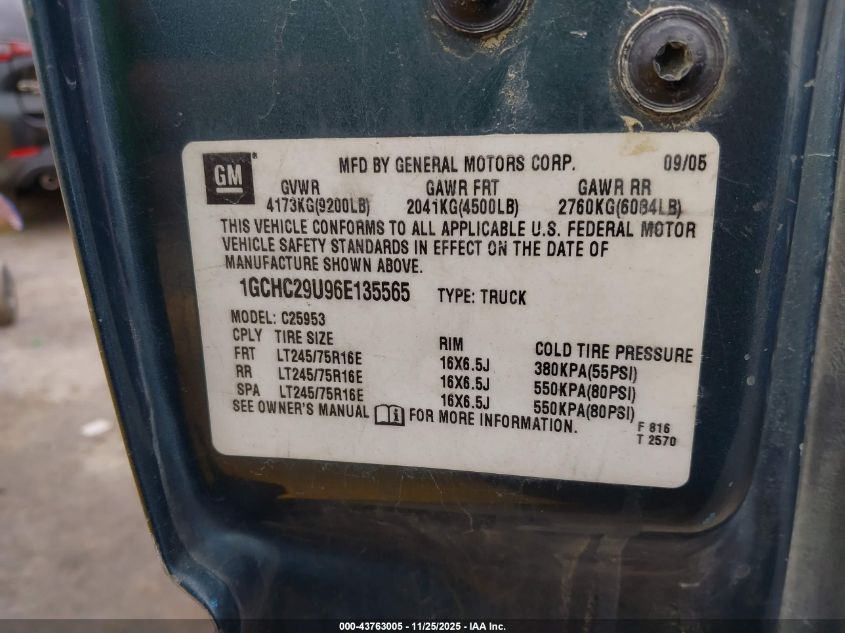 GM ® MFD BY GENERAL MOTORS CORP. 09/05
GVWR GAWR FRT GAWR RR
4173KG(9200LB) 2041KG(4500LB) 2760KG(6084LB)
THIS VEHICLE CONFORMS TO ALL APPLICABLE U.S. FEDERAL MOTOR
VEHICLE SAFETY STANDARDS IN EFFECT ON THE DATE OF
MANUFACTURE SHOWN ABOVE.
1GCHC29U96E135565 TYPE: TRUCK
MODEL: C25953
CPLY TIRE SIZE RIM COLD TIRE PRESSURE
FRT LT245/75R16E 16X6.5J 380KPA(55PSI)
RR LT245/75R16E 16X6.5J 550KPA(80PSI)
SPA LT245/75R16E 16X6.5J 550KPA(80PSI)
SEE OWNER'S MANUAL FOR MORE INFORMATION.
F 816
T 2570
000-43763005 - 11/25/2025 - IAA Inc.